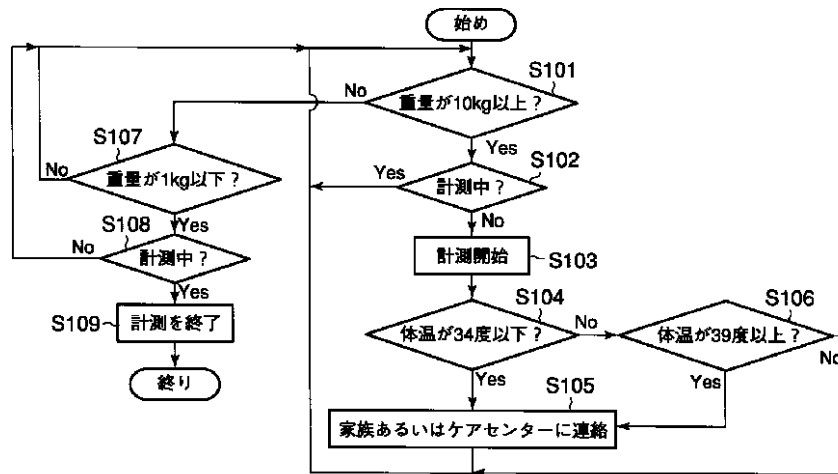 始め
S101
重量が10kg以上？
No
Yes
S107
重量が1kg以下？
No
Yes
S102
計測中？
Yes
No
S108
計測中？
No
Yes
S103
計測開始
S109
計測を終了
終り
S104
体温が34度以下？
No
Yes
S106
体温が39度以上？
No
Yes
S105
家族あるいはケアセンターに連絡